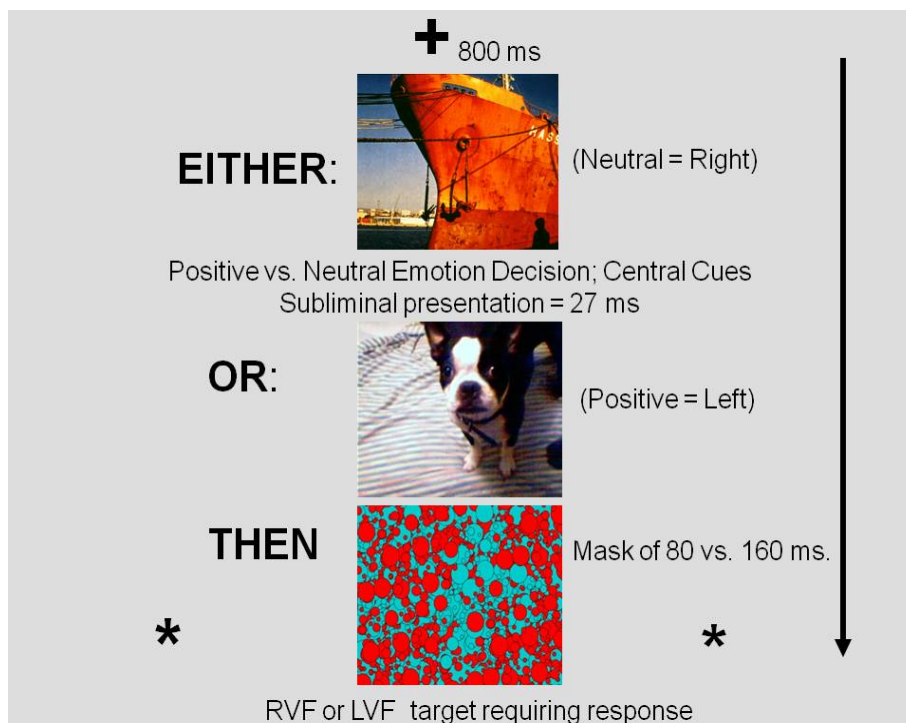 + 800 ms
EITHER:
(Neutral = Right)
Positive vs. Neutral Emotion Decision; Central Cues
Subliminal presentation = 27 ms
OR:
(Positive = Left)
THEN
Mask of 80 vs. 160 ms.
* *
RVF or LVF target requiring response